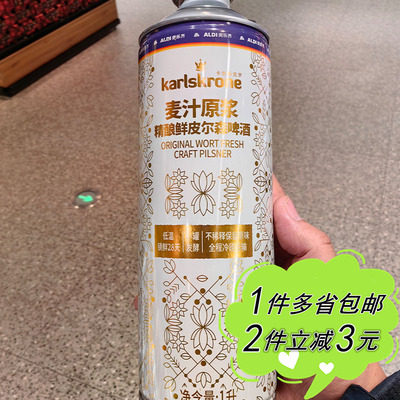 ALDI奥乐齐
karlskrone
麦汁原浆
精酿鲜皮尔森啤酒
ORIGINAL WORT FRESH
CRAFT PILSNER
低温
锁鲜28天
罐
发酵
不稀释保留原味
全程冷链
净含量:1升
1件多省包邮
2件立减3元